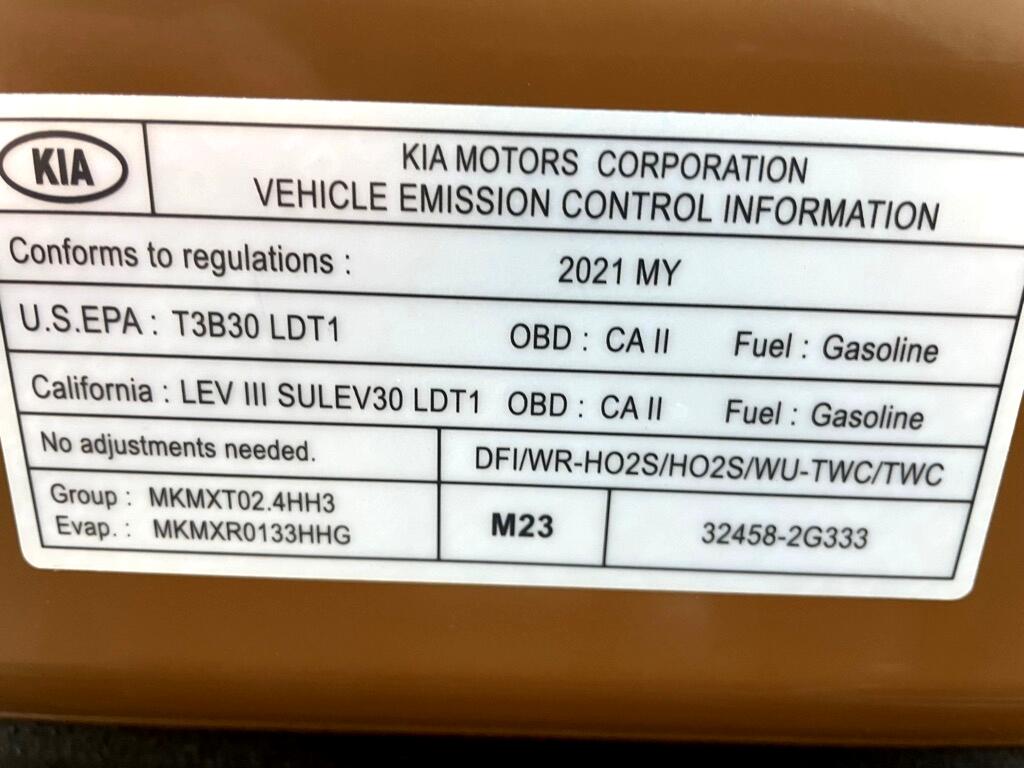 KIA
KIA MOTORS CORPORATION
VEHICLE EMISSION CONTROL INFORMATION
Conforms to regulations : 2021 MY
U.S.EPA : T3B30 LDT1 OBD : CA II Fuel : Gasoline
California : LEV III SULEV30 LDT1 OBD : CA II Fuel : Gasoline
No adjustments needed. DFI/WR-HO2S/HO2S/WU-TWC/TWC
Group : MKMXT02.4HH3
Evap. : MKMXR0133HHG
M23
32458-2G333